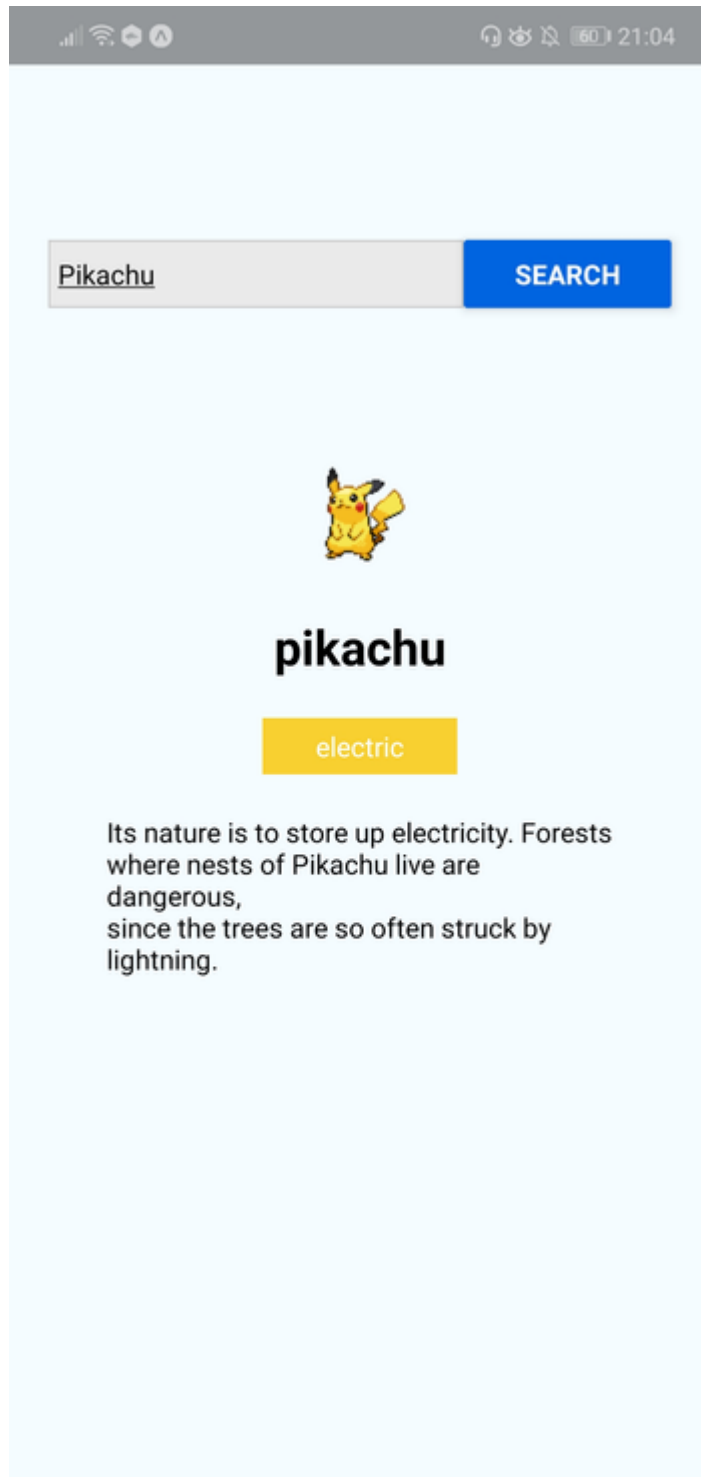 60 21:04
Pikachu
SEARCH
pikachu
electric
Its nature is to store up electricity. Forests
where nests of Pikachu live are
dangerous,
since the trees are so often struck by
lightning.